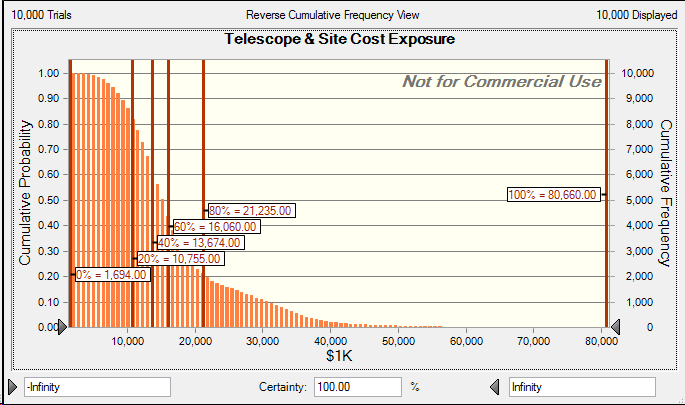 10,000 Trials Reverse Cumulative Frequency View 10,000 Displayed
Telescope & Site Cost Exposure
Not for Commercial Use
Cumulative Probability
1.00
0.90
0.80
0.70
0.60
0.50
0.40
0.30
0.20
0.10
0.00
10,000
9,000
8,000
7,000
6,000
5,000
4,000
3,000
2,000
1,000
0
Cumulative Frequency
100% = 80,660.00
80% = 21,235.00
60% = 16,060.00
40% = 13,674.00
20% = 10,755.00
0% = 1,694.00
10,000 20,000 30,000 40,000 50,000 60,000 70,000 80,000
$1K
-Infinity Certainty: 100.00 % Infinity